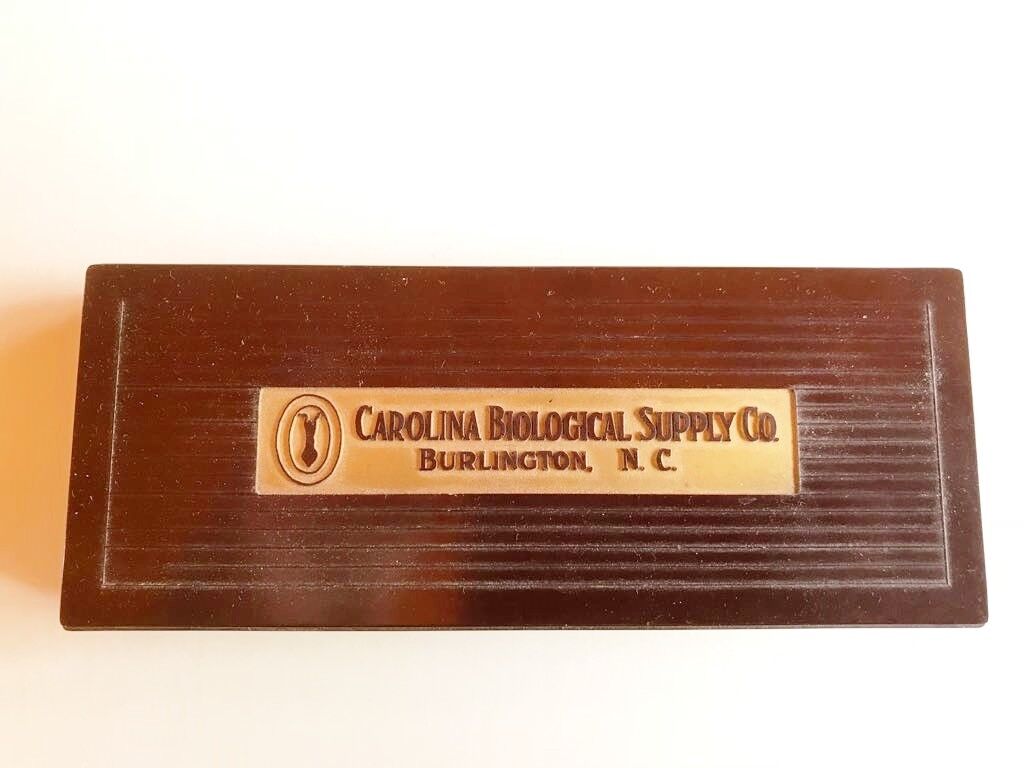 CAROLINA BIOLOGICAL SUPPLY CO.
BURLINGTON, N. C.